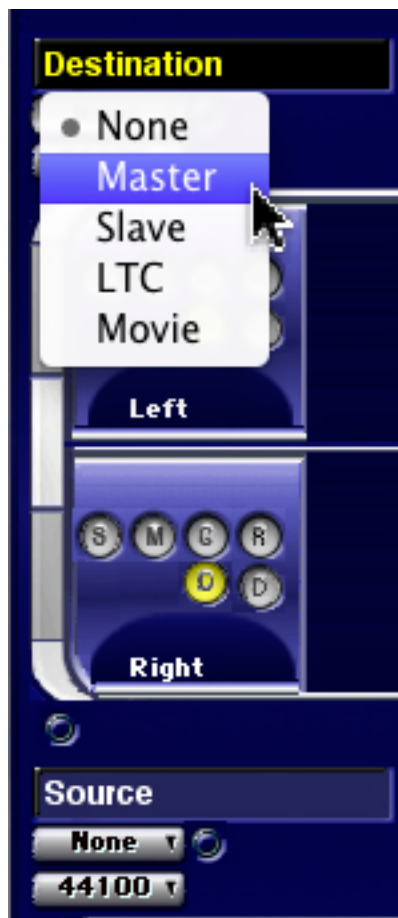 Destination
None
Master
Slave
LTC
Movie
Left
S M G R
D
Right
Source
None
44100